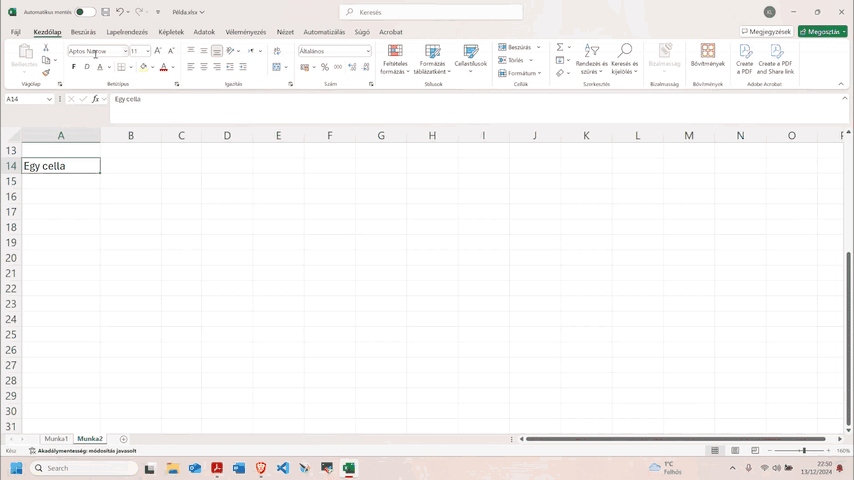 Automatikus mentés
Példa.xlsx
Keresés
KL
Fájl Kezdőlap Beszúrás Lapelrendezés Képletek Adatok Véleményezés Nézet Automatizálás Súgó Acrobat
Megjegyzések Megosztás
Beillesztés
Aptos Narrow 11
F D A
Általános
Feltételes formázás
Formázás táblázatként
Cellastílusok
Beszúrás
Törlés
Formátum
Rendezés és szűrés
Keresés és kijelölés
Bizalmasság
Bővítmények
Create a PDF
Create a PDF and Share link
Vágólap Betűtípus Igazítás Szám Cellák Szerkesztés Bizalmasság Bővítmények Adobe Acrobat
A14 fx Egy cella
A B C D E F G H I J K L M N O
13
14 Egy cella
15
16
17
18
19
20
21
22
23
24
25
26
27
28
29
30
31
Munka1 Munka2
Kész Akadálymentesség: módosítás javasolt 160%
Search
1°C
Felhős
22:50
13/12/2024